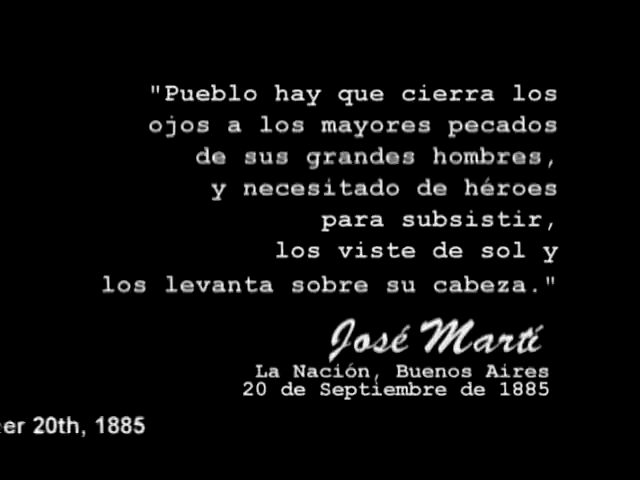 "Pueblo hay que cierra los
ojos a los mayores pecados
de sus grandes hombres,
y necesitado de héroes
para subsistir,
los viste de sol y
los levanta sobre su cabeza."
José Martí
La Nación, Buenos Aires
20 de Septiembre de 1885
er 20th, 1885